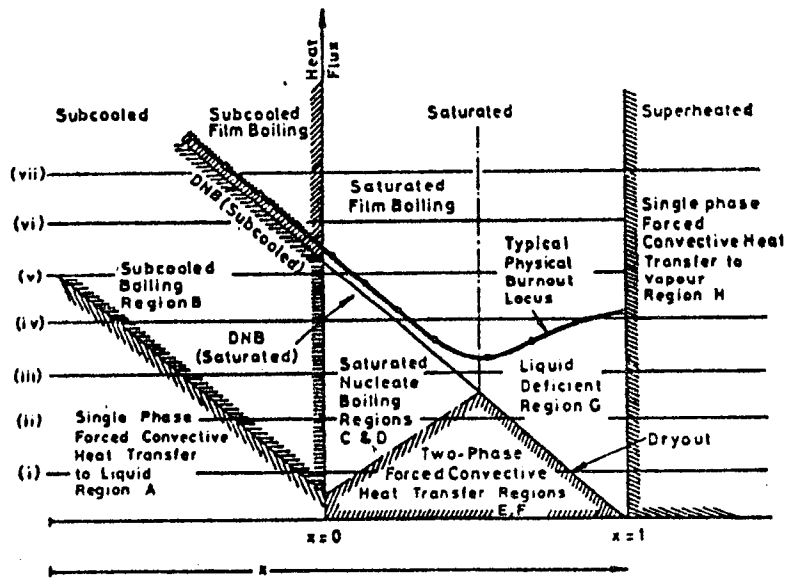 Heat
Flux
Subcooled
Subcooled
Film Boiling
Saturated
Superheated
(vii)
(vi)
(v)
(iv)
(iii)
(ii)
(i)
DNB (Subcooled)
Saturated
Film Boiling
Single phase
Forced
Convective Heat
Transfer to
Vapour
Region H
Typical
Physical
Burnout
Locus
Subcooled
Boiling
Region B
DNB
(Saturated)
Saturated
Nucleate
Boiling
Regions
C & D
Liquid
Deficient
Region G
Single Phase
Forced Convective
Heat Transfer
to Liquid
Region A
Two-Phase
Forced Convective
Heat Transfer Regions
E,F
Dryout
x=0
x=1
x